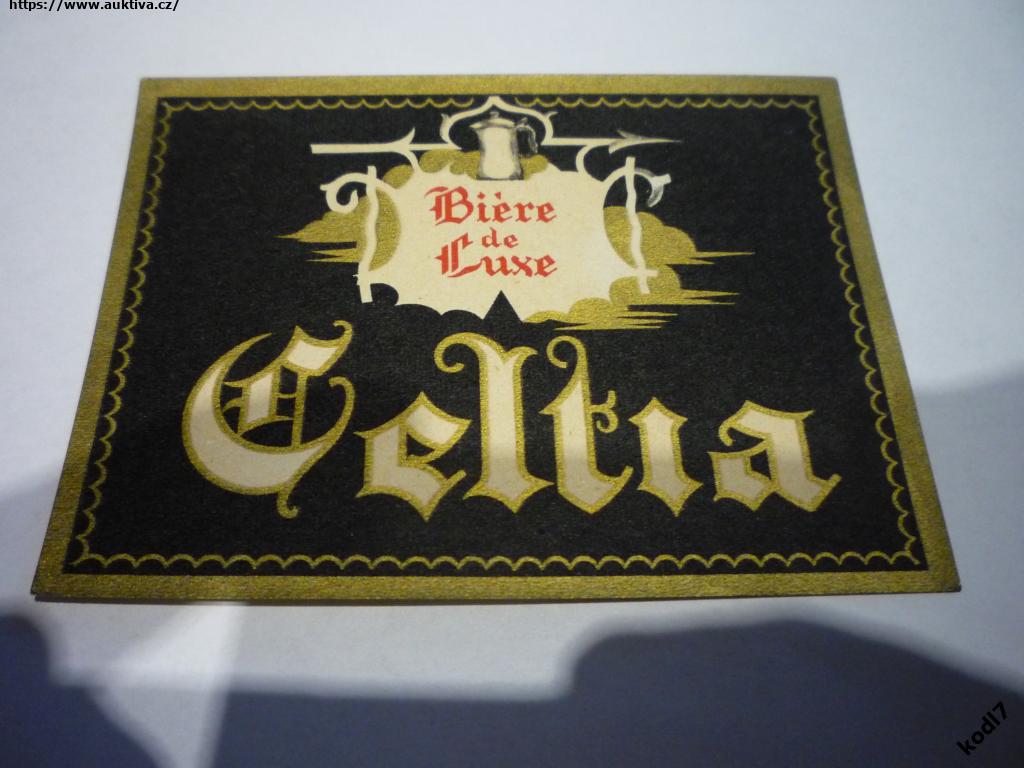 https://www.auktiva.cz/
Bière
de
Luxe
Celtia
kodl7